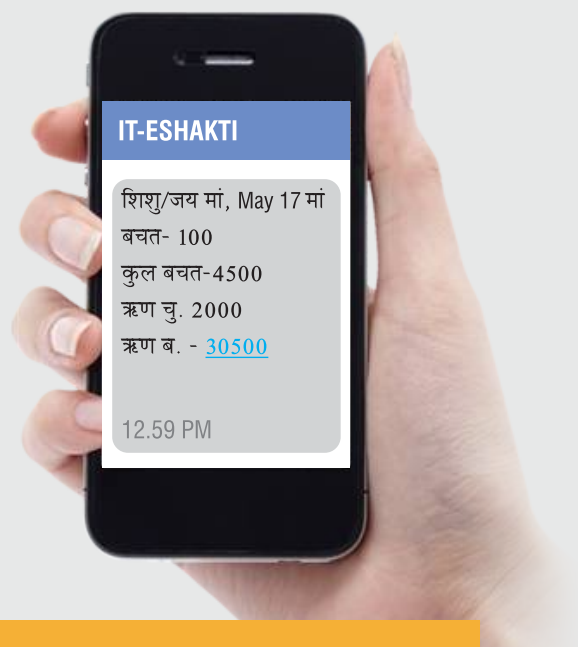 IT-ESHAKTI
शिशु/जय मां, May 17 मां
बचत- 100
कुल बचत-4500
ऋण चु. 2000
ऋण ब. - 30500
12.59 PM